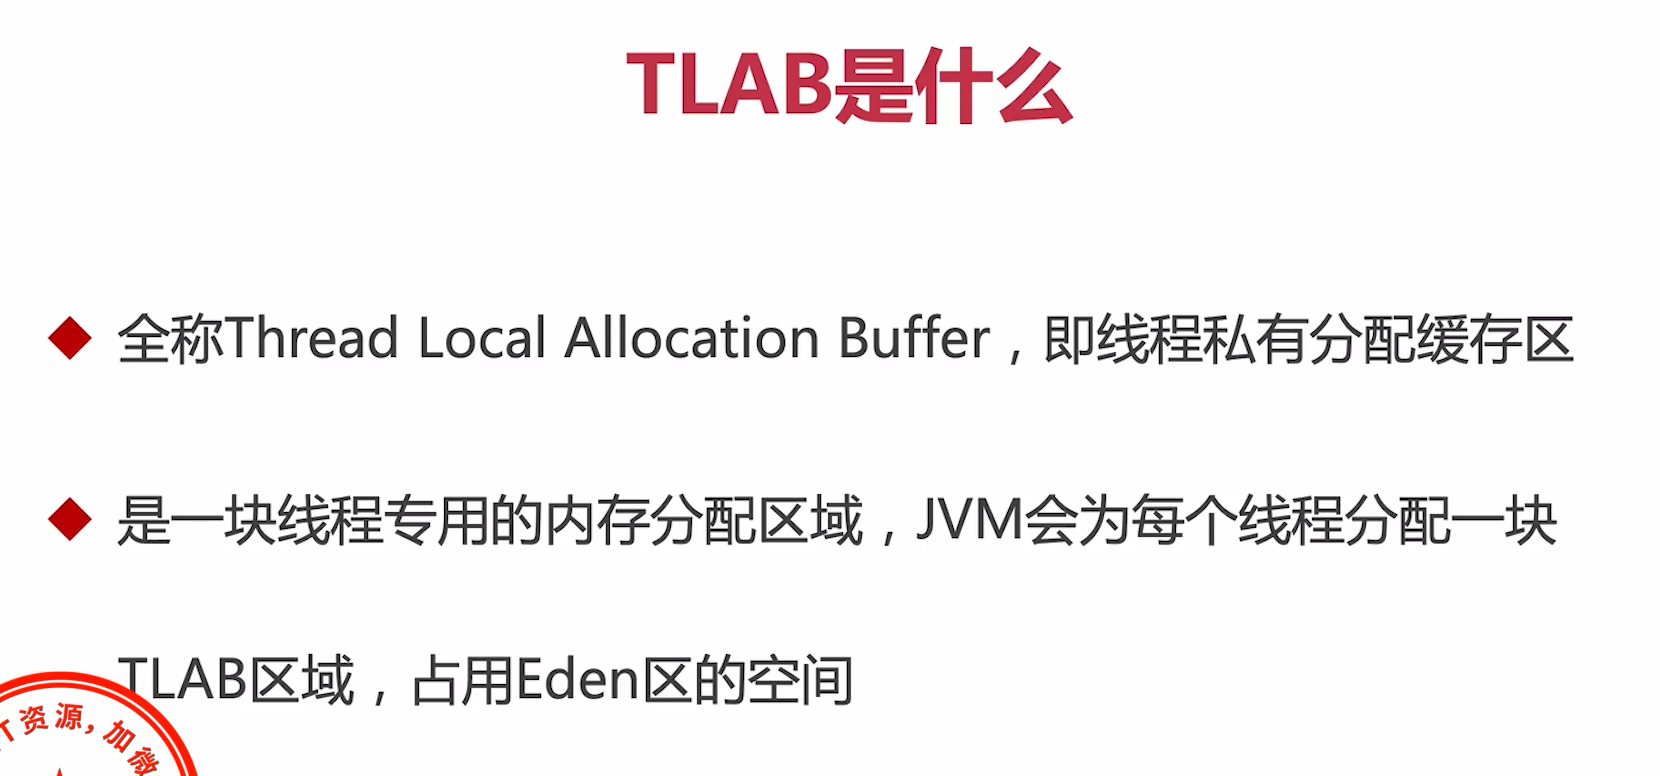 TLAB是什么
全称Thread Local Allocation Buffer，即线程私有分配缓存区
是一块线程专用的内存分配区域，JVM会为每个线程分配一块
TLAB区域，占用Eden区的空间
T资源，加微